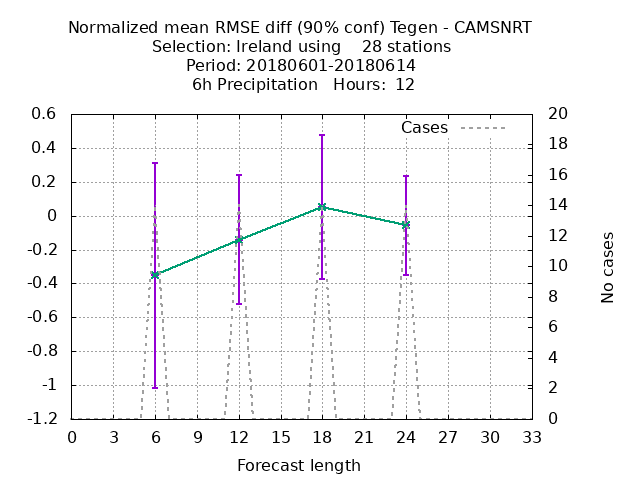 Normalized mean RMSE diff (90% conf) Tegen - CAMSNRT
Selection: Ireland using    28 stations
Period: 20180601-20180614
6h Precipitation   Hours:  12
Cases
0.6
0.4
0.2
0
-0.2
-0.4
-0.6
-0.8
-1
-1.2
20
18
16
14
12
10
8
6
4
2
0
No cases
0 3 6 9 12 15 18 21 24 27 30 33
Forecast length